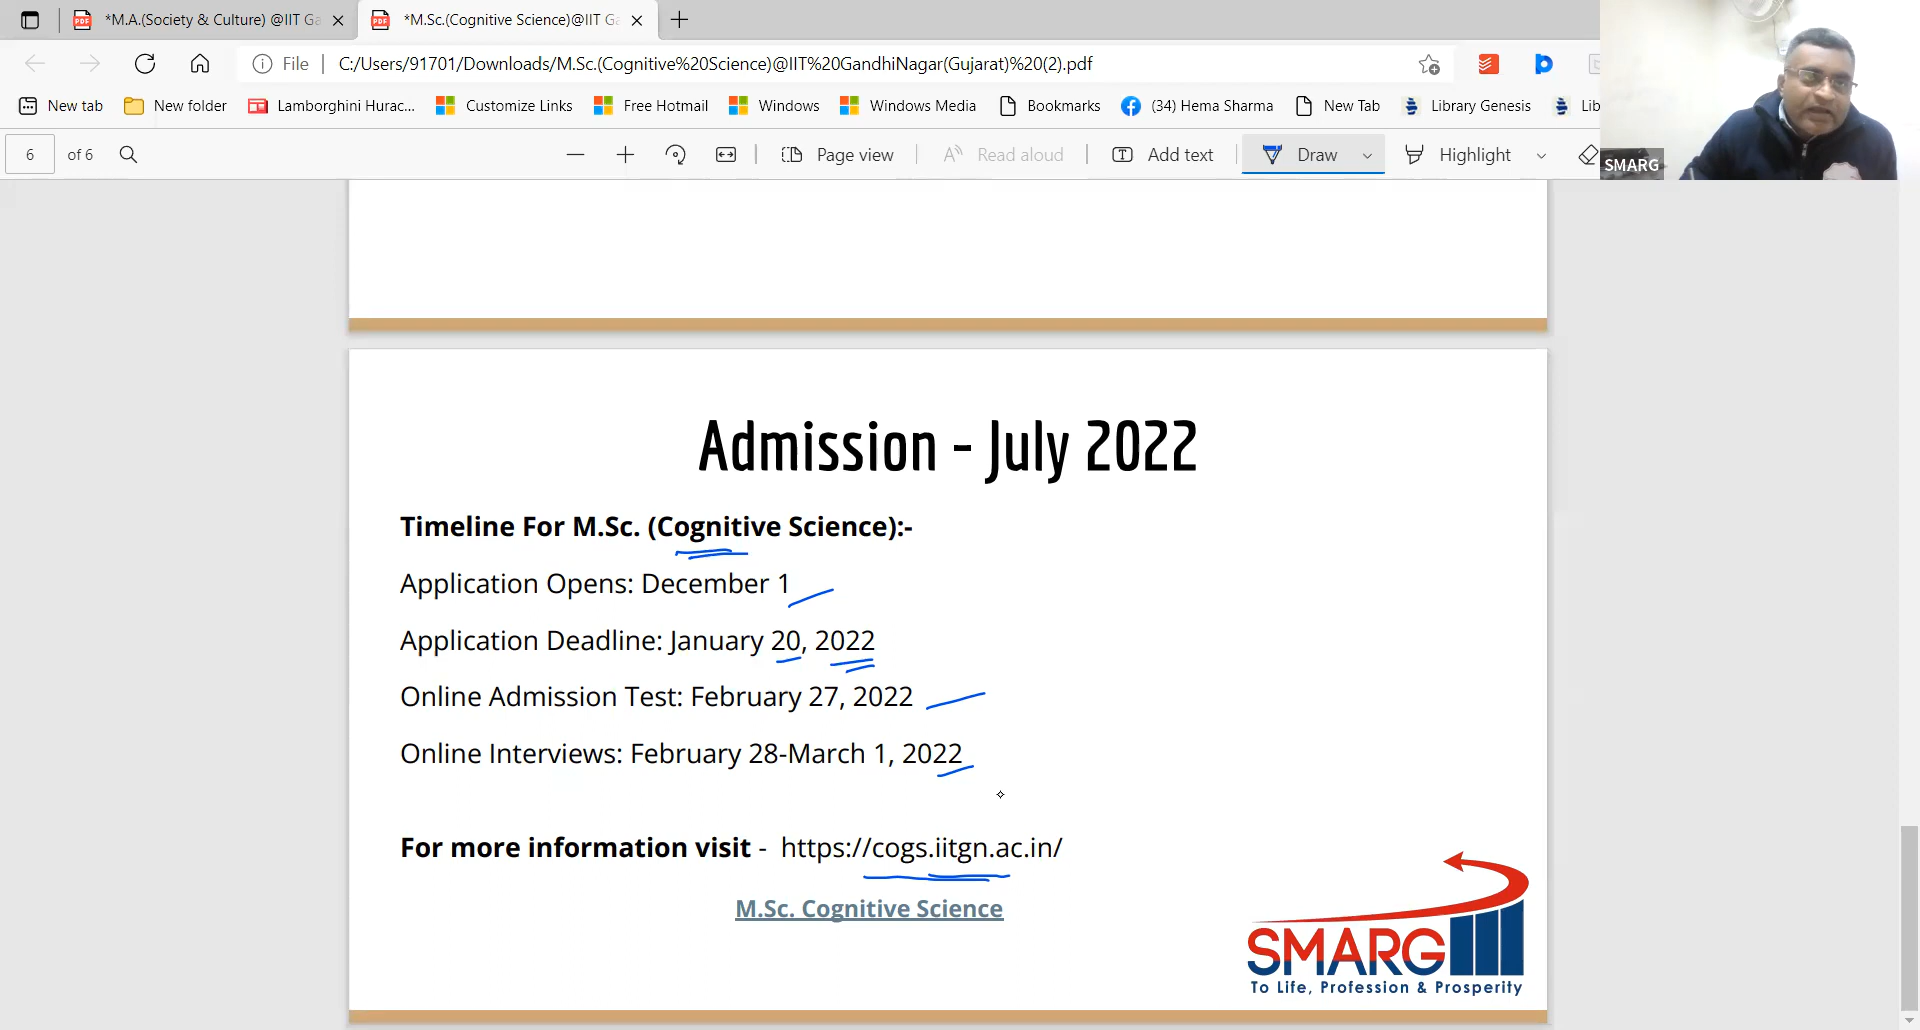 *M.A.(Society & Culture) @IIT Ga
*M.Sc.(Cognitive Science)@IIT Ga
File
C:/Users/91701/Downloads/M.Sc.(Cognitive%20Science)@IIT%20GandhiNagar(Gujarat)%20(2).pdf
New tab
New folder
Lamborghini Hurac...
Customize Links
Free Hotmail
Windows
Windows Media
Bookmarks
(34) Hema Sharma
New Tab
Library Genesis
Lib
6 of 6
Page view
Read aloud
Add text
Draw
Highlight
SMARG
Admission - July 2022
Timeline For M.Sc. (Cognitive Science):-
Application Opens: December 1
Application Deadline: January 20, 2022
Online Admission Test: February 27, 2022
Online Interviews: February 28-March 1, 2022
For more information visit - https://cogs.iitgn.ac.in/
M.Sc. Cognitive Science
SMARG
To Life, Profession & Prosperity